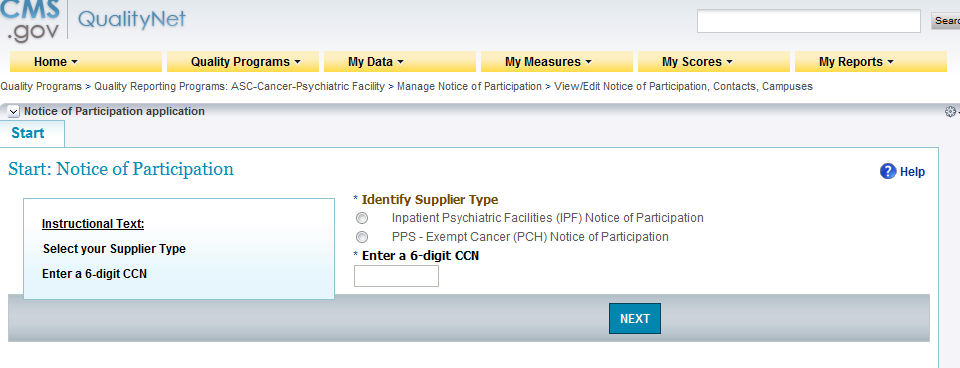 CMS
.gov
QualityNet
Home
Quality Programs
My Data
My Measures
My Scores
My Reports
Quality Programs > Quality Reporting Programs: ASC-Cancer-Psychiatric Facility > Manage Notice of Participation > View/Edit Notice of Participation, Contacts, Campuses
Notice of Participation application
Start
Start: Notice of Participation
Help
Instructional Text:
Select your Supplier Type
Enter a 6-digit CCN
* Identify Supplier Type
Inpatient Psychiatric Facilities (IPF) Notice of Participation
PPS - Exempt Cancer (PCH) Notice of Participation
* Enter a 6-digit CCN
NEXT